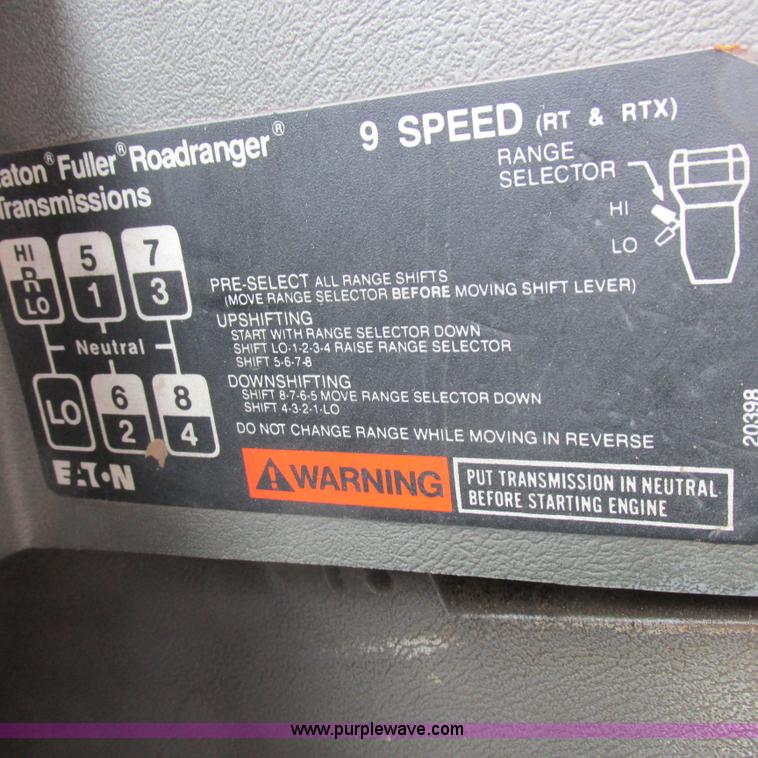 aton® Fuller® Roadranger®
Transmissions
9 SPEED (RT & RTX)
RANGE
SELECTOR
HI
LO
HI
R
LO
5
1
7
3
Neutral
LO
6
2
8
4
EATON
PRE-SELECT ALL RANGE SHIFTS
(MOVE RANGE SELECTOR BEFORE MOVING SHIFT LEVER)
UPSHIFTING
START WITH RANGE SELECTOR DOWN
SHIFT LO-1-2-3-4 RAISE RANGE SELECTOR
SHIFT 5-6-7-8
DOWNSHIFTING
SHIFT 8-7-6-5 MOVE RANGE SELECTOR DOWN
SHIFT 4-3-2-1-LO
DO NOT CHANGE RANGE WHILE MOVING IN REVERSE
WARNING
PUT TRANSMISSION IN NEUTRAL
BEFORE STARTING ENGINE
20398
www.purplewave.com